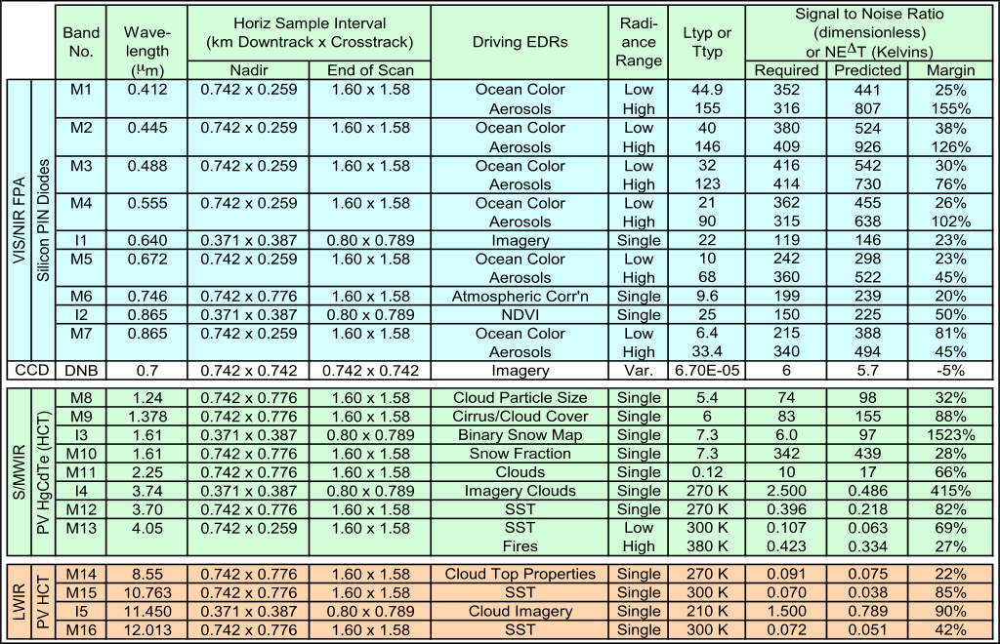 Band No. Wave-length (μm) Horiz Sample Interval (km Downtrack x Crosstrack) Driving EDRs Radi-ance Range Ltyp or Ttyp Signal to Noise Ratio (dimensionless) or NEΔT (Kelvins)
Nadir End of Scan Required Predicted Margin
VIS/NIR FPA
Silicon PIN Diodes
M1 0.412 0.742 x 0.259 1.60 x 1.58 Ocean Color Low 44.9 352 441 25%
Aerosols High 155 316 807 155%
M2 0.445 0.742 x 0.259 1.60 x 1.58 Ocean Color Low 40 380 524 38%
Aerosols High 146 409 926 126%
M3 0.488 0.742 x 0.259 1.60 x 1.58 Ocean Color Low 32 416 542 30%
Aerosols High 123 414 730 76%
M4 0.555 0.742 x 0.259 1.60 x 1.58 Ocean Color Low 21 362 455 26%
Aerosols High 90 315 638 102%
I1 0.640 0.371 x 0.387 0.80 x 0.789 Imagery Single 22 119 146 23%
M5 0.672 0.742 x 0.259 1.60 x 1.58 Ocean Color Low 10 242 298 23%
Aerosols High 68 360 522 45%
M6 0.746 0.742 x 0.776 1.60 x 1.58 Atmospheric Corr'n Single 9.6 199 239 20%
I2 0.865 0.371 x 0.387 0.80 x 0.789 NDVI Single 25 150 225 50%
M7 0.865 0.742 x 0.259 1.60 x 1.58 Ocean Color Low 6.4 215 388 81%
Aerosols High 33.4 340 494 45%
CCD DNB 0.7 0.742 x 0.742 0.742 x 0.742 Imagery Var. 6.70E-05 6 5.7 -5%
S/MWIR
PV HgCdTe (HCT)
M8 1.24 0.742 x 0.776 1.60 x 1.58 Cloud Particle Size Single 5.4 74 98 32%
M9 1.378 0.742 x 0.776 1.60 x 1.58 Cirrus/Cloud Cover Single 6 83 155 88%
I3 1.61 0.371 x 0.387 0.80 x 0.789 Binary Snow Map Single 7.3 6.0 97 1523%
M10 1.61 0.742 x 0.776 1.60 x 1.58 Snow Fraction Single 7.3 342 439 28%
M11 2.25 0.742 x 0.776 1.60 x 1.58 Clouds Single 0.12 10 17 66%
I4 3.74 0.371 x 0.387 0.80 x 0.789 Imagery Clouds Single 270 K 2.500 0.486 415%
M12 3.70 0.742 x 0.776 1.60 x 1.58 SST Single 270 K 0.396 0.218 82%
M13 4.05 0.742 x 0.259 1.60 x 1.58 SST Low 300 K 0.107 0.063 69%
Fires High 380 K 0.423 0.334 27%
LWIR
PV HCT
M14 8.55 0.742 x 0.776 1.60 x 1.58 Cloud Top Properties Single 270 K 0.091 0.075 22%
M15 10.763 0.742 x 0.776 1.60 x 1.58 SST Single 300 K 0.070 0.038 85%
I5 11.450 0.371 x 0.387 0.80 x 0.789 Cloud Imagery Single 210 K 1.500 0.789 90%
M16 12.013 0.742 x 0.776 1.60 x 1.58 SST Single 300 K 0.072 0.051 42%